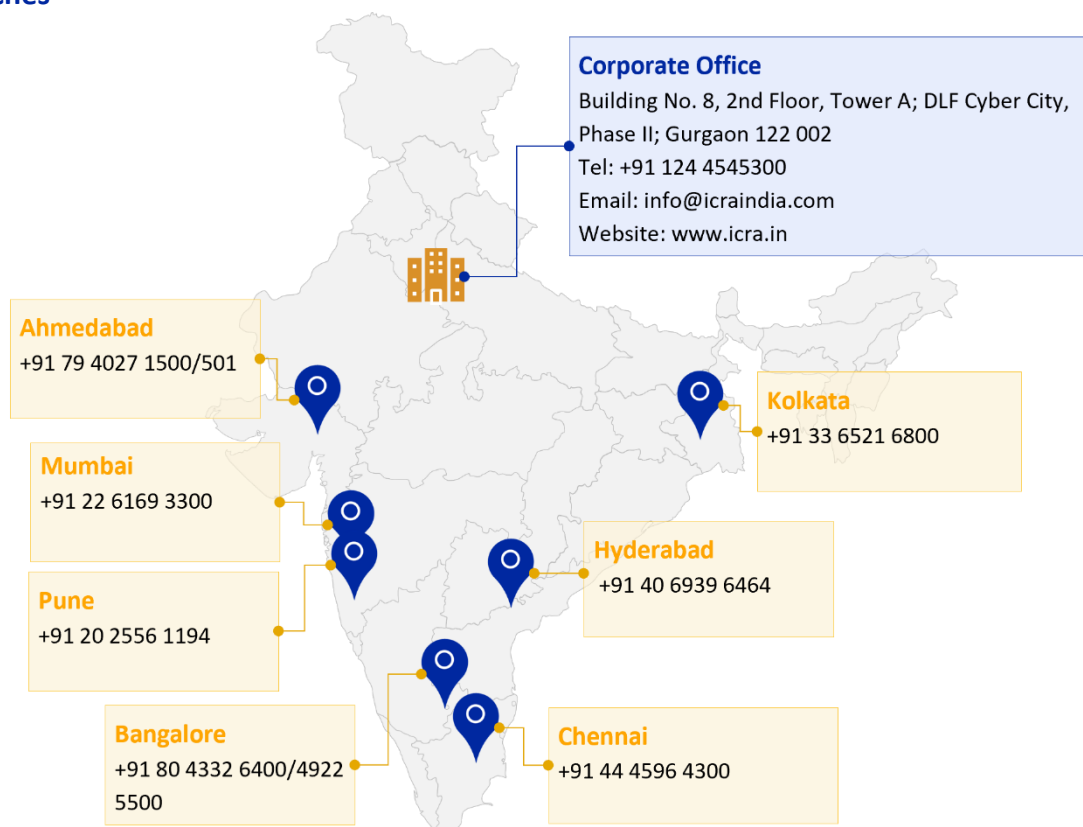 Corporate Office
Building No. 8, 2nd Floor, Tower A; DLF Cyber City,
Phase II; Gurgaon 122 002
Tel: +91 124 4545300
Email: info@icraindia.com
Website: www.icra.in
Ahmedabad
+91 79 4027 1500/501
Kolkata
+91 33 6521 6800
Mumbai
+91 22 6169 3300
Hyderabad
+91 40 6939 6464
Pune
+91 20 2556 1194
Bangalore
+91 80 4332 6400/4922
5500
Chennai
+91 44 4596 4300